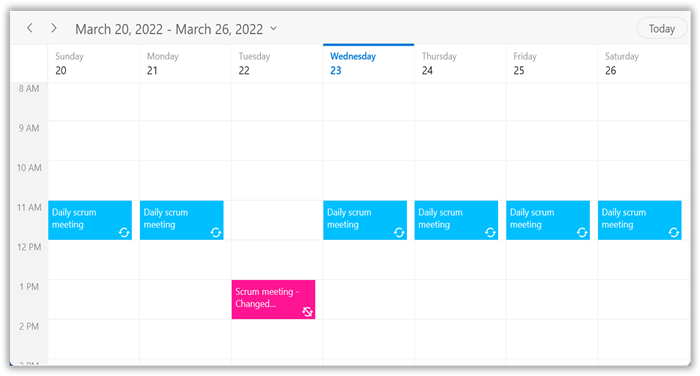 March 20, 2022 - March 26, 2022
Today
Sunday Monday Tuesday Wednesday Thursday Friday Saturday
20 21 22 23 24 25 26
8 AM
9 AM
10 AM
11 AM
Daily scrum Daily scrum Daily scrum Daily scrum Daily scrum Daily scrum
meeting meeting meeting meeting meeting meeting
12 PM
1 PM
Scrum meeting -
Changed...
2 PM